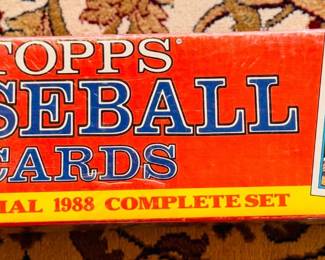 TOPPS
SEBALL
CARDS
IAL 1988 COMPLETE SET